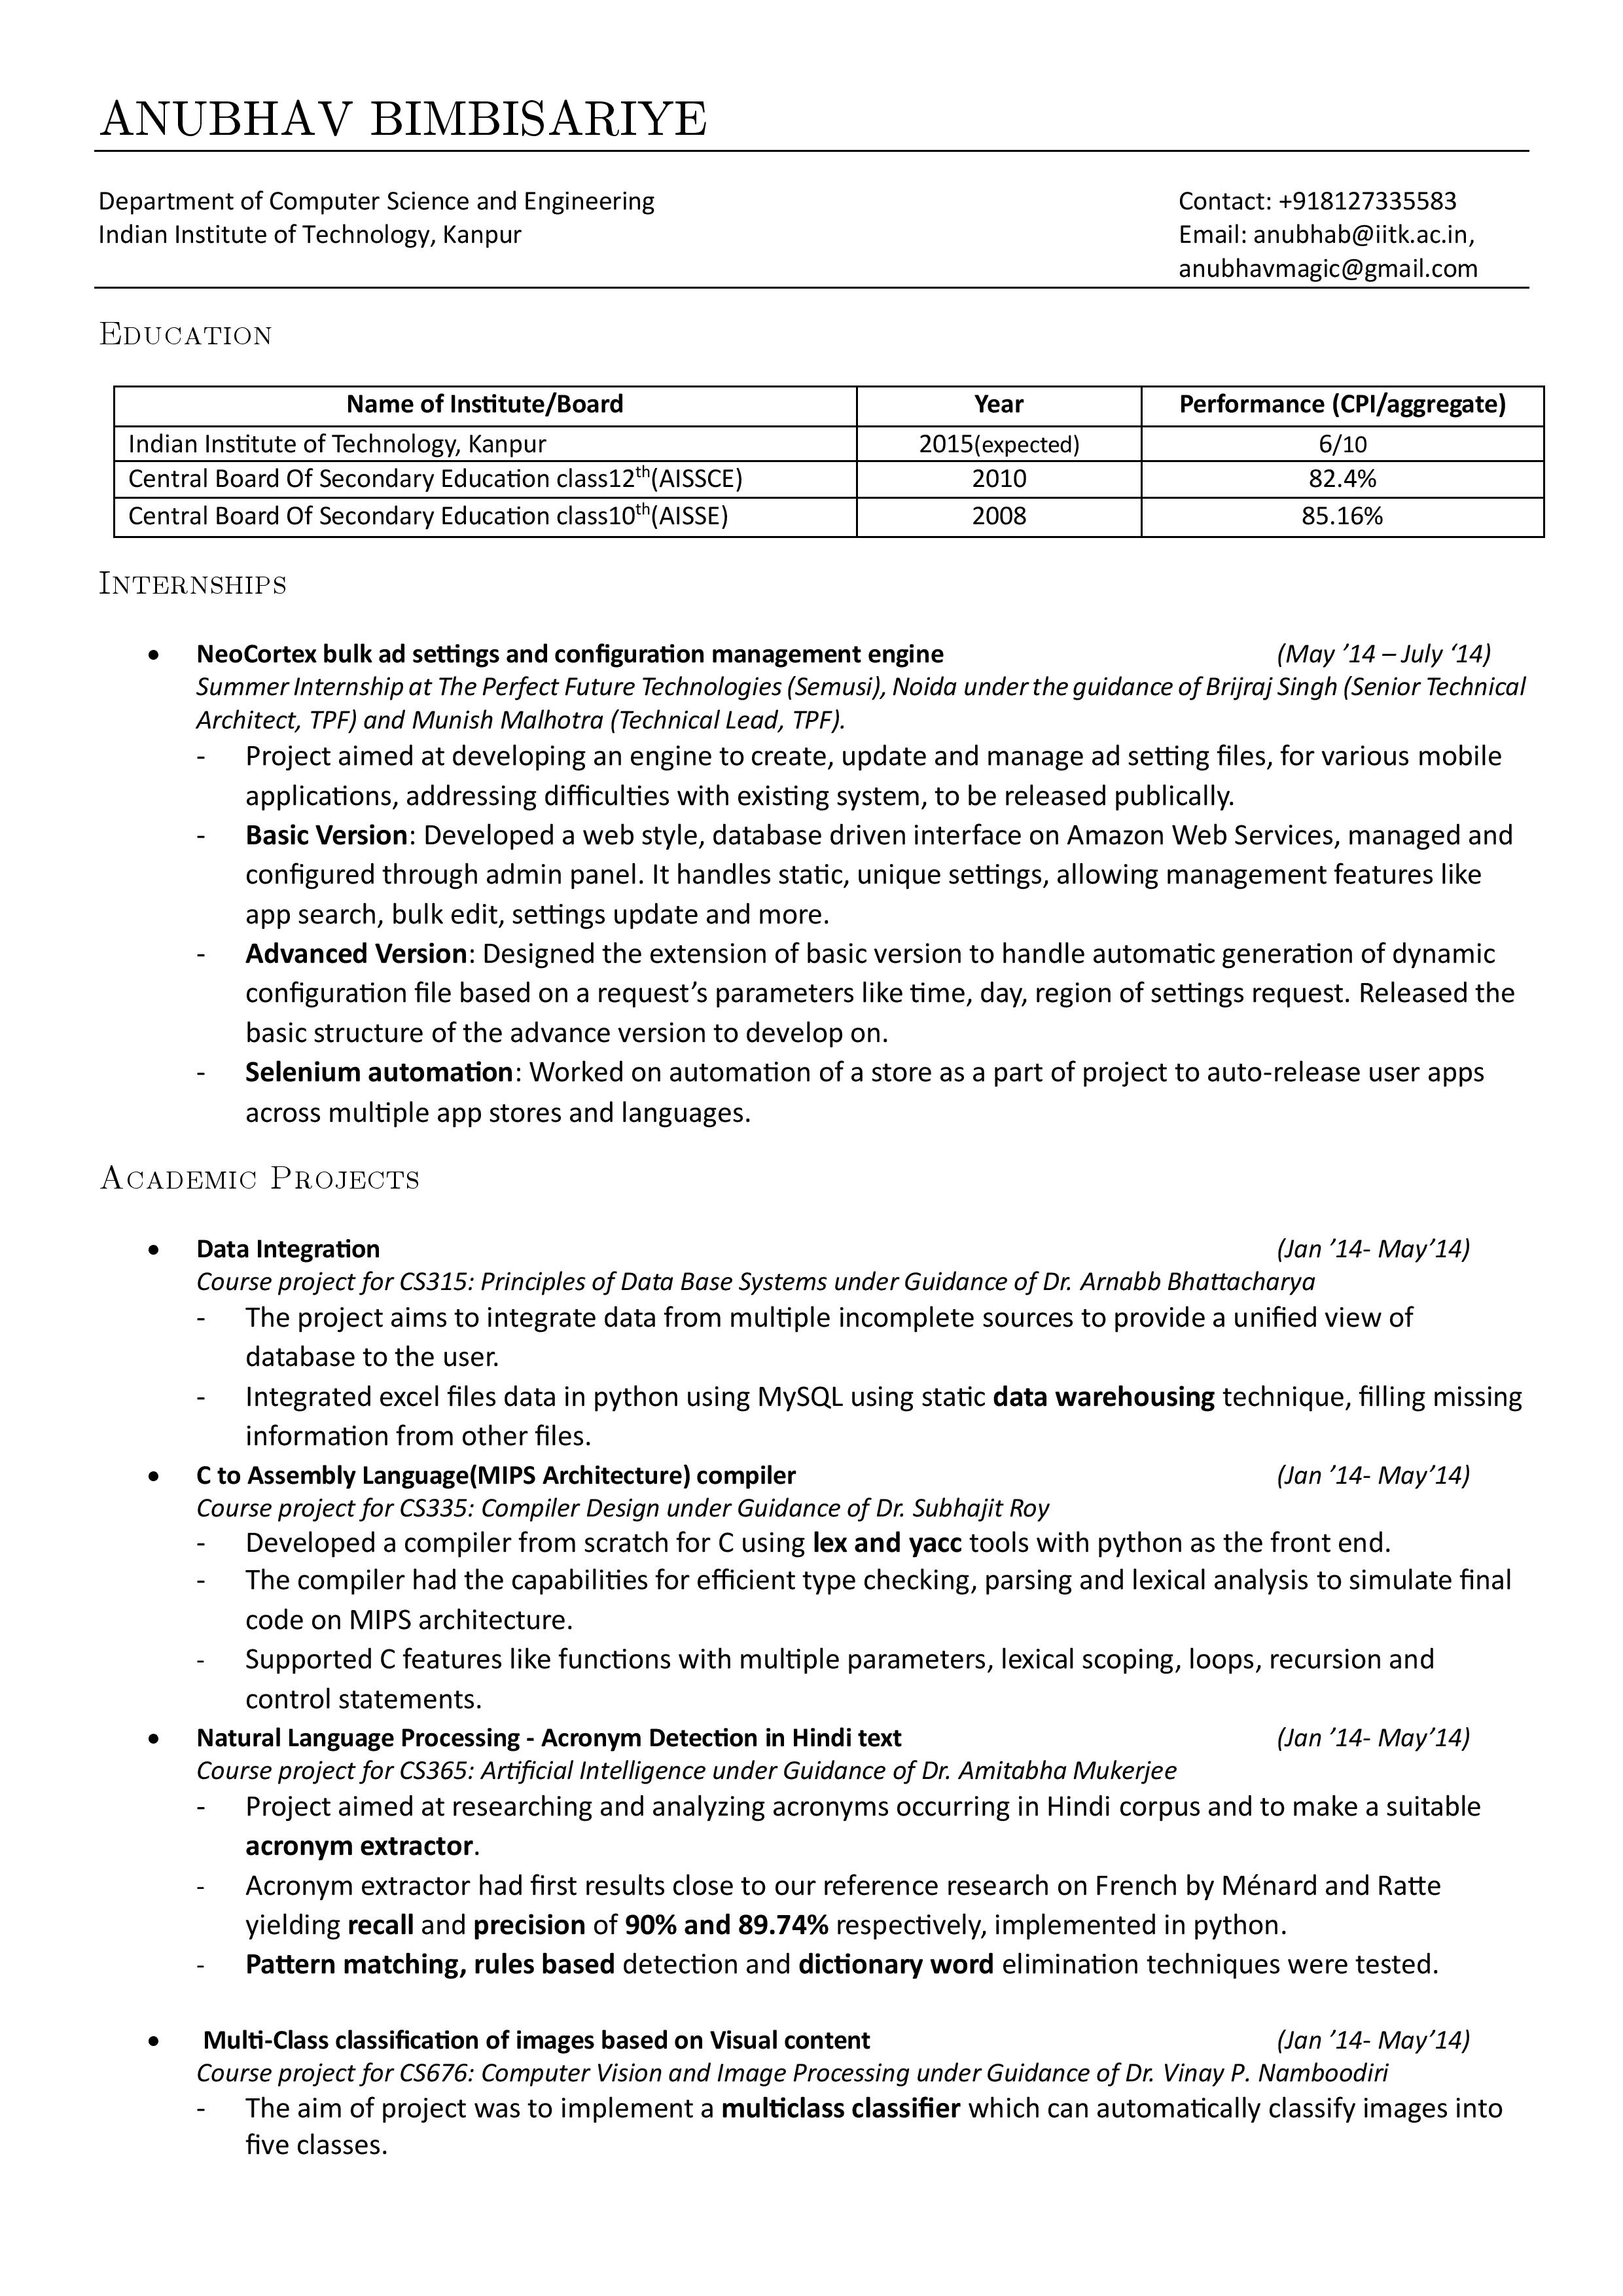 ANUBHAV BIMBISARIYE
Department of Computer Science and Engineering
Indian Institute of Technology, Kanpur
Contact: +918127335583
Email: anubhab@iitk.ac.in,
anubhavmagic@gmail.com
EDUCATION
Name of Institute/Board Year Performance (CPI/aggregate)
Indian Institute of Technology, Kanpur 2015(expected) 6/10
Central Board Of Secondary Education class12th(AISSCE) 2010 82.4%
Central Board Of Secondary Education class10th(AISSE) 2008 85.16%
INTERNSHIPS
• NeoCortex bulk ad settings and configuration management engine (May ’14 – July ‘14)
Summer Internship at The Perfect Future Technologies (Semusi), Noida under the guidance of Brijraj Singh (Senior Technical
Architect, TPF) and Munish Malhotra (Technical Lead, TPF).
- Project aimed at developing an engine to create, update and manage ad setting files, for various mobile
applications, addressing difficulties with existing system, to be released publically.
- Basic Version: Developed a web style, database driven interface on Amazon Web Services, managed and
configured through admin panel. It handles static, unique settings, allowing management features like
app search, bulk edit, settings update and more.
- Advanced Version: Designed the extension of basic version to handle automatic generation of dynamic
configuration file based on a request’s parameters like time, day, region of settings request. Released the
basic structure of the advance version to develop on.
- Selenium automation: Worked on automation of a store as a part of project to auto-release user apps
across multiple app stores and languages.
ACADEMIC PROJECTS
• Data Integration (Jan ’14- May’14)
Course project for CS315: Principles of Data Base Systems under Guidance of Dr. Arnabb Bhattacharya
- The project aims to integrate data from multiple incomplete sources to provide a unified view of
database to the user.
- Integrated excel files data in python using MySQL using static data warehousing technique, filling missing
information from other files.
• C to Assembly Language(MIPS Architecture) compiler (Jan ’14- May’14)
Course project for CS335: Compiler Design under Guidance of Dr. Subhajit Roy
- Developed a compiler from scratch for C using lex and yacc tools with python as the front end.
- The compiler had the capabilities for efficient type checking, parsing and lexical analysis to simulate final
code on MIPS architecture.
- Supported C features like functions with multiple parameters, lexical scoping, loops, recursion and
control statements.
• Natural Language Processing - Acronym Detection in Hindi text (Jan ’14- May’14)
Course project for CS365: Artificial Intelligence under Guidance of Dr. Amitabha Mukerjee
- Project aimed at researching and analyzing acronyms occurring in Hindi corpus and to make a suitable
acronym extractor.
- Acronym extractor had first results close to our reference research on French by Ménard and Ratte
yielding recall and precision of 90% and 89.74% respectively, implemented in python.
- Pattern matching, rules based detection and dictionary word elimination techniques were tested.
• Multi-Class classification of images based on Visual content (Jan ’14- May’14)
Course project for CS676: Computer Vision and Image Processing under Guidance of Dr. Vinay P. Namboodiri
- The aim of project was to implement a multiclass classifier which can automatically classify images into
five classes.